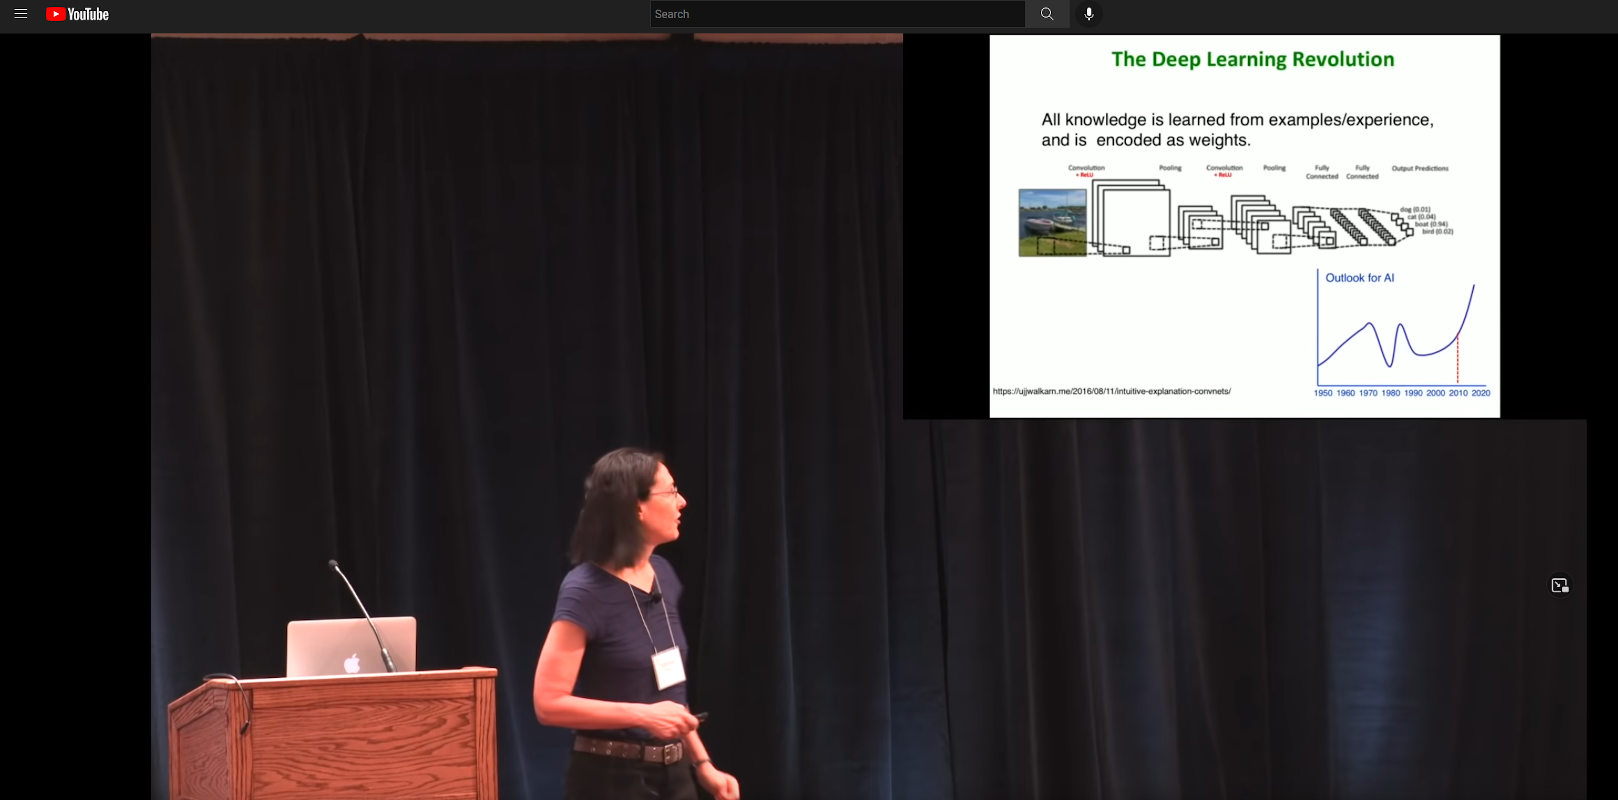 YouTube
Search
The Deep Learning Revolution
All knowledge is learned from examples/experience,
and is encoded as weights.
Convolution Pooling Convolution Pooling Fully Fully Output Predictions
+ ReLU + ReLU Connected Connected
dog (0.01)
cat (0.04)
boat (0.94)
bird (0.02)
Outlook for AI
https://ujjwalkarn.me/2016/08/11/intuitive-explanation-convnets/
1950 1960 1970 1980 1990 2000 2010 2020